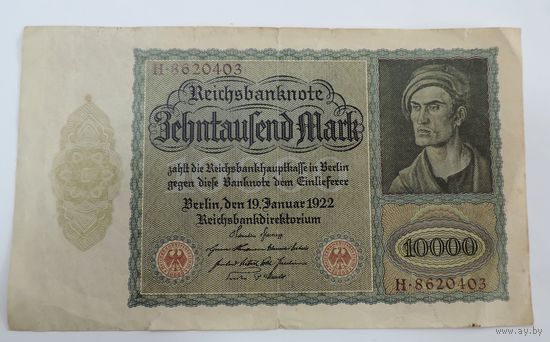 H·8620403
Reichsbanknote
Zehntausend Mark
zahlt die Reichsbankhauptkasse in Berlin
gegen diese Banknote dem Einlieferer
Berlin, den 19. Januar 1922
Reichsbankdirektorium
10000
H·8620403
www.ay.by